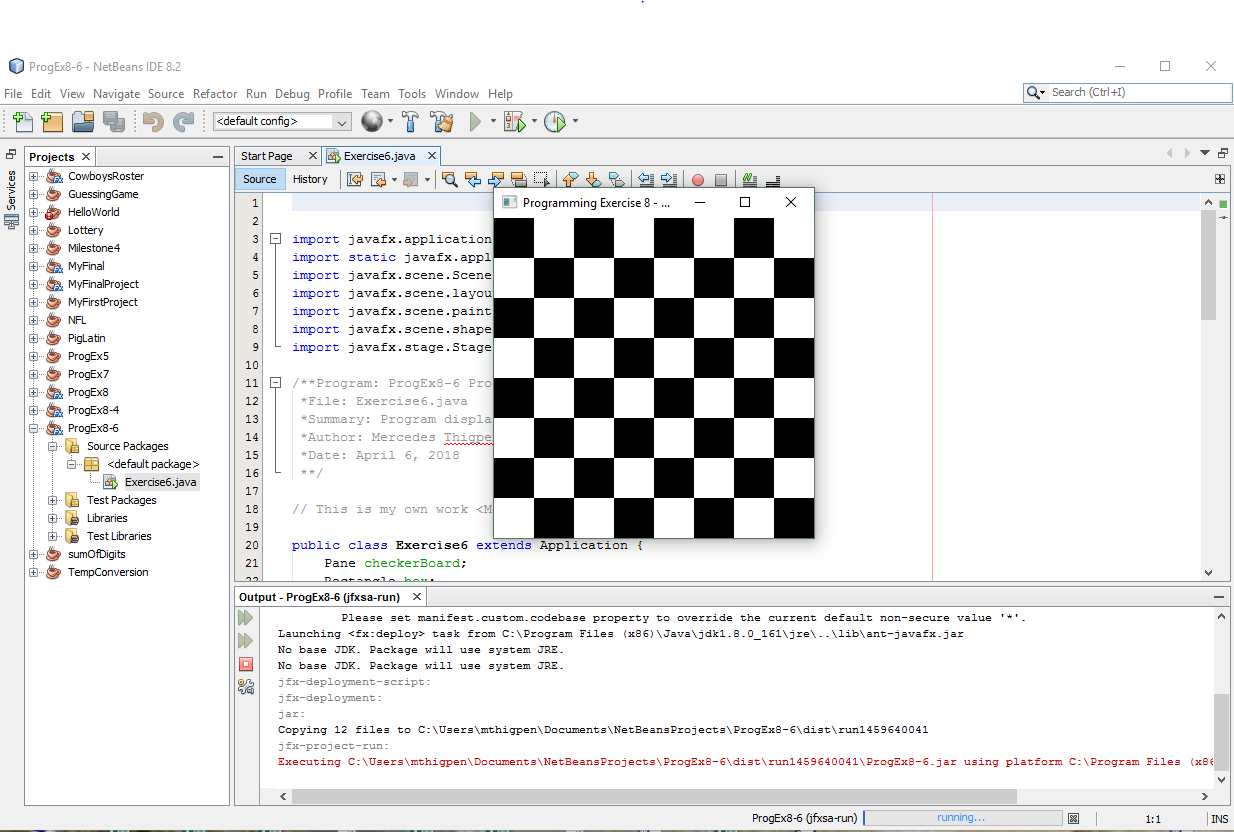 ProgEx8-6 - NetBeans IDE 8.2
File Edit View Navigate Source Refactor Run Debug Profile Team Tools Window Help
Search (Ctrl+I)
<default config>
Services
Projects
CowboysRoster
GuessingGame
HelloWorld
Lottery
Milestone4
MyFinal
MyFinalProject
MyFirstProject
NFL
PigLatin
ProgEx5
ProgEx7
ProgEx8
ProgEx8-4
ProgEx8-6
Source Packages
<default package>
Exercise6.java
Test Packages
Libraries
Test Libraries
sumOfDigits
TempConversion
Start Page Exercise6.java
Source History
Programming Exercise 8 - ...
1
2
3 import javafx.application
4 import static javafx.appl
5 import javafx.scene.Scene
6 import javafx.scene.layou
7 import javafx.scene.paint
8 import javafx.scene.shape
9 import javafx.stage.Stage
10
11 /**Program: ProgEx8-6 Pro
12 *File: Exercise6.java
13 *Summary: Program displa
14 *Author: Mercedes Thigpe
15 *Date: April 6, 2018
16 **/
17
18 // This is my own work <M
19
20 public class Exercise6 extends Application {
21 Pane checkerBoard;
22 Rectangle box;
Output - ProgEx8-6 (jfxsa-run)
Please set manifest.custom.codebase property to override the current default non-secure value '*'.
Launching <fx:deploy> task from C:\Program Files (x86)\Java\jdk1.8.0_161\jre\..\lib\ant-javafx.jar
No base JDK. Package will use system JRE.
No base JDK. Package will use system JRE.
jfx-deployment-script:
jfx-deployment:
jar:
Copying 12 files to C:\Users\mthigpen\Documents\NetBeansProjects\ProgEx8-6\dist\run1459640041
jfx-project-run:
Executing C:\Users\mthigpen\Documents\NetBeansProjects\ProgEx8-6\dist\run1459640041\ProgEx8-6.jar using platform C:\Program Files (x86
ProgEx8-6 (jfxsa-run) running... 1:1 INS